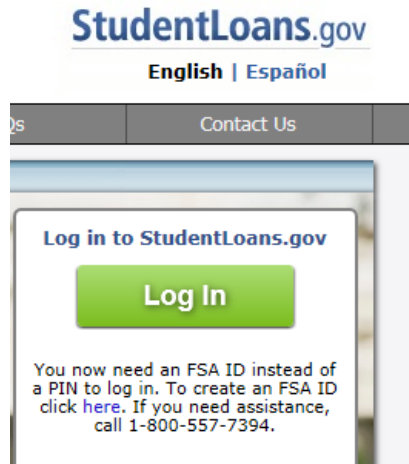 StudentLoans.gov
English | Español
Qs
Contact Us
Log in to StudentLoans.gov
Log In
You now need an FSA ID instead of
a PIN to log in. To create an FSA ID
click here. If you need assistance,
call 1-800-557-7394.